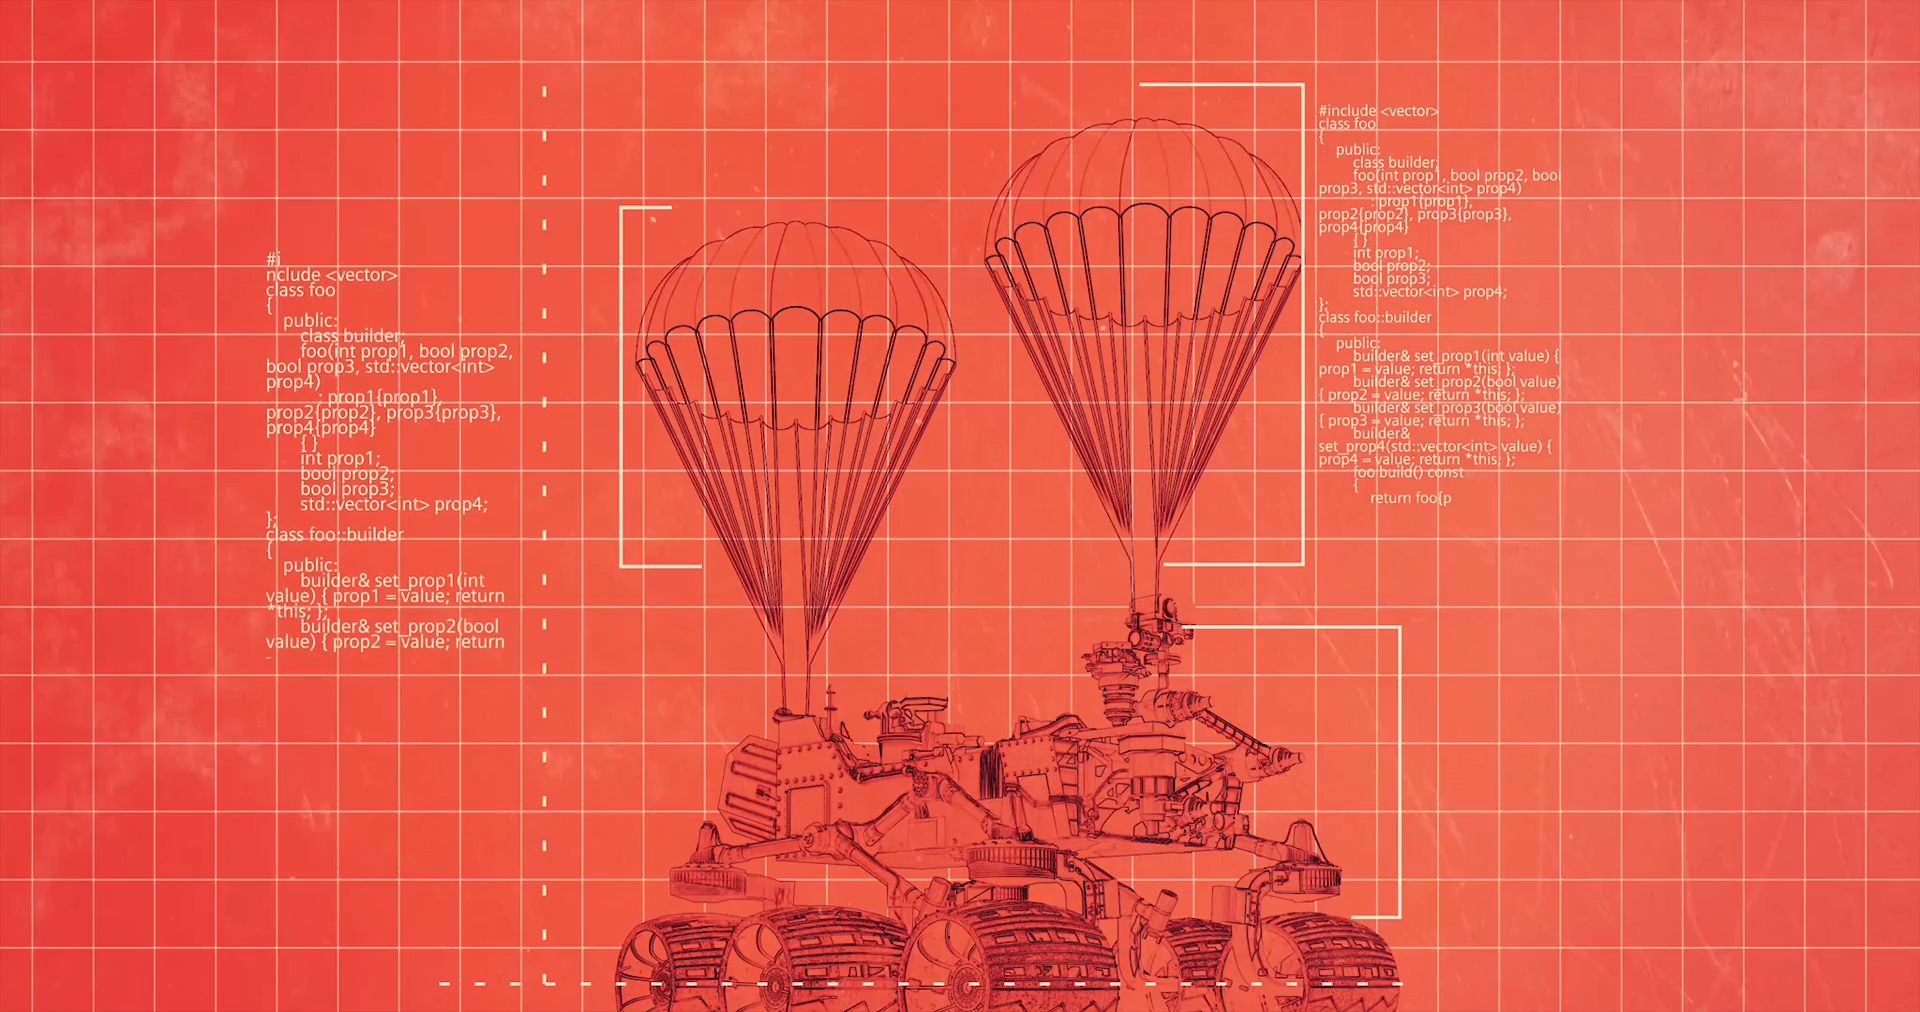 #i
nclude <vector>
class foo
{
public:
class builder;
foo(int prop1, bool prop2,
bool prop3, std::vector<int>
prop4)
: prop1{prop1},
prop2{prop2}, prop3{prop3},
prop4{prop4}
{ }
int prop1;
bool prop2;
bool prop3;
std::vector<int> prop4;
};
class foo::builder
{
public:
builder& set_prop1(int
value) { prop1 = value; return
*this; };
builder& set_prop2(bool
value) { prop2 = value; return
-
#include <vector>
class foo
{
public:
class builder;
foo(int prop1, bool prop2, bool
prop3, std::vector<int> prop4)
: prop1{prop1},
prop2{prop2}, prop3{prop3},
prop4{prop4}
{ }
int prop1;
bool prop2;
bool prop3;
std::vector<int> prop4;
};
class foo::builder
{
public:
builder& set_prop1(int value) {
prop1 = value; return *this; };
builder& set_prop2(bool value)
{ prop2 = value; return *this; };
builder& set_prop3(bool value)
{ prop3 = value; return *this; };
builder&
set_prop4(std::vector<int> value) {
prop4 = value; return *this; };
foo build() const
{
return foo{p